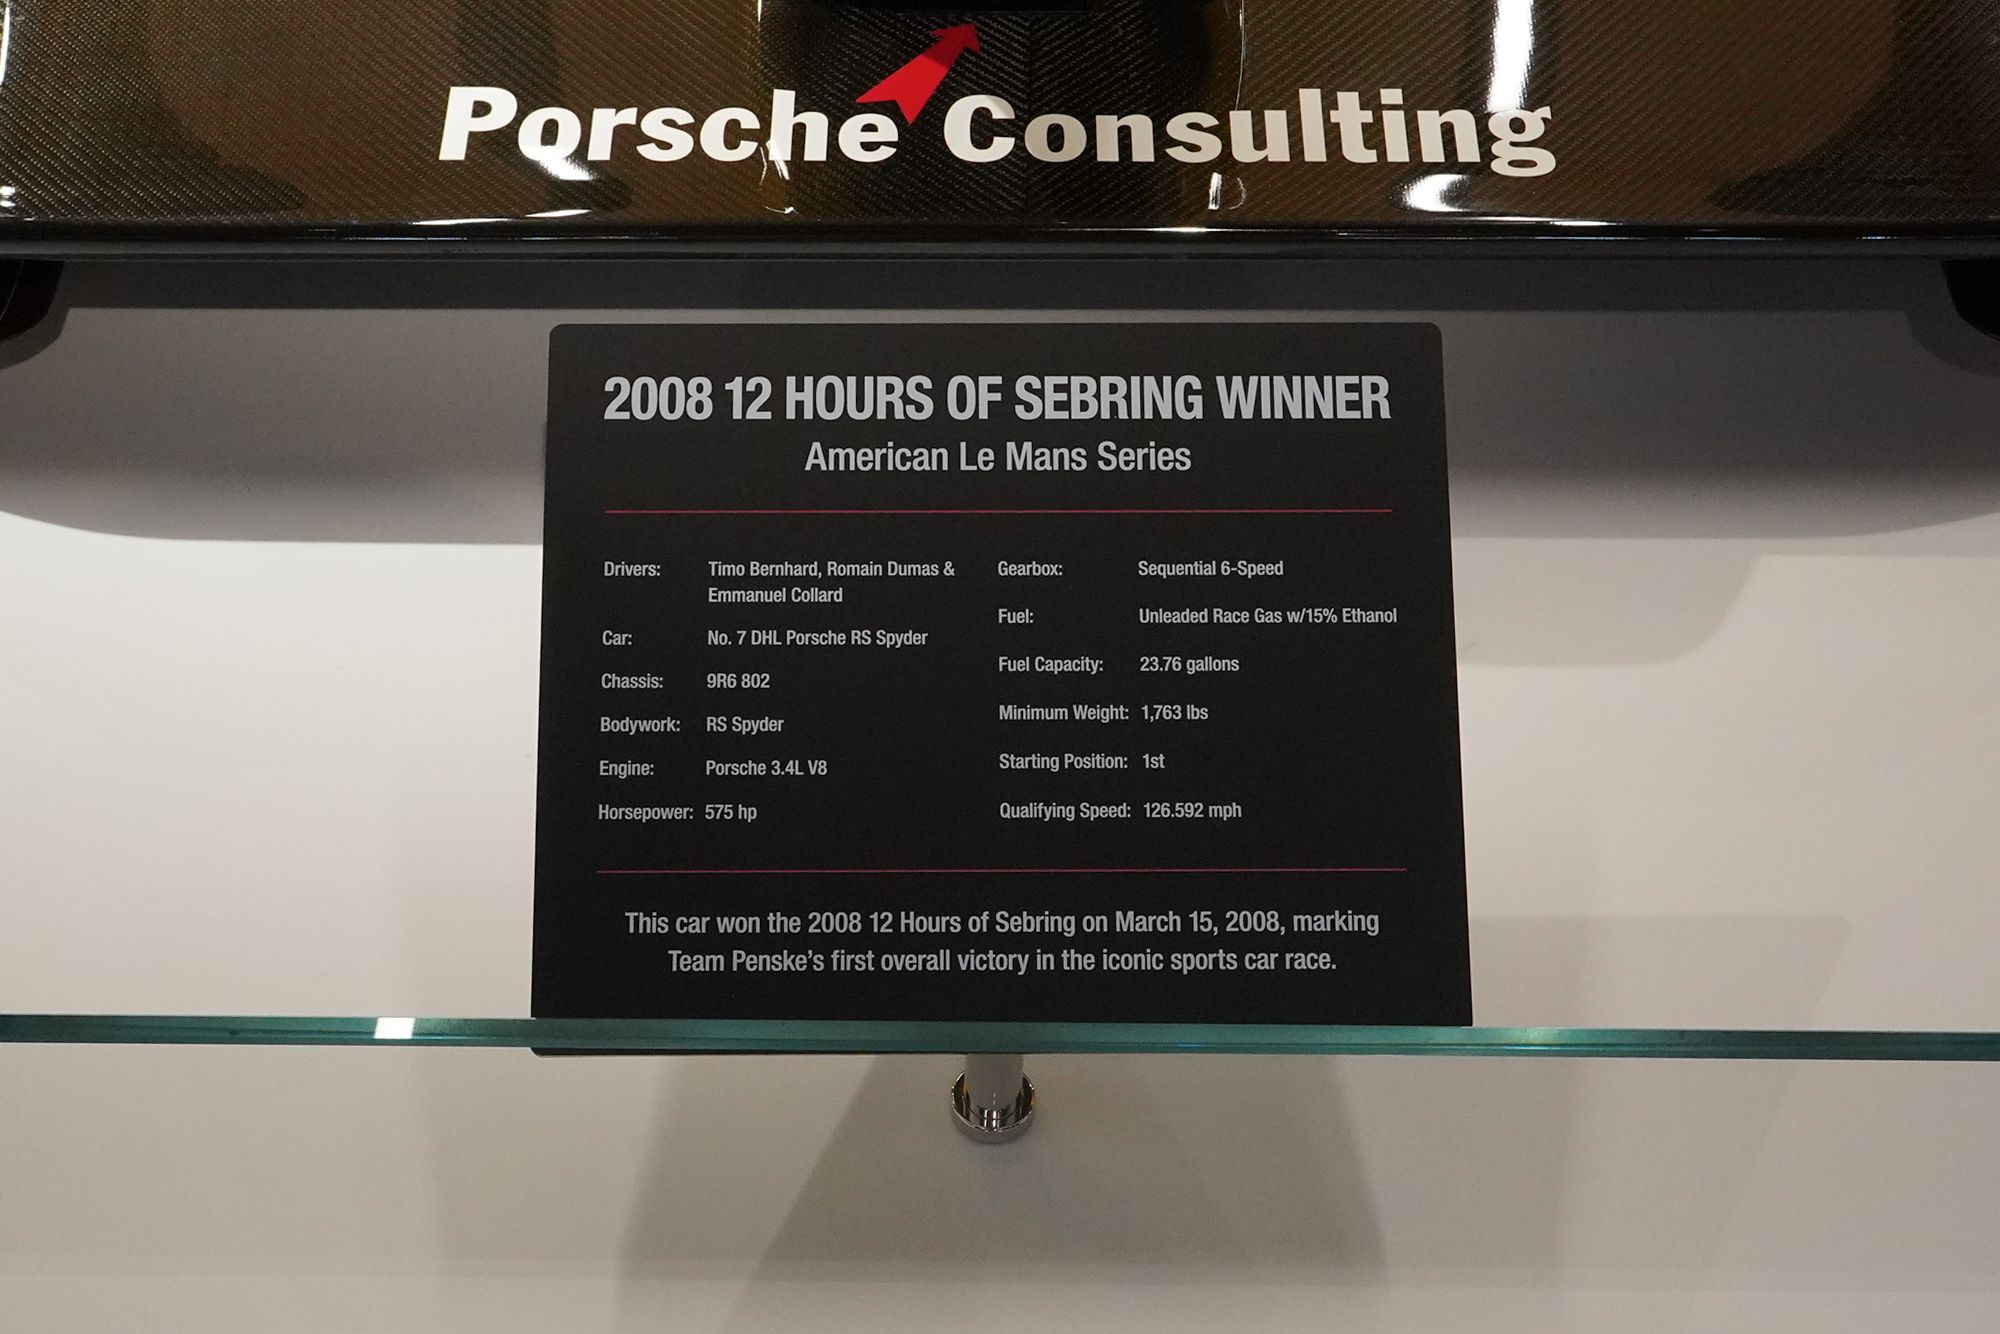 Porsche Consulting
2008 12 HOURS OF SEBRING WINNER
American Le Mans Series
Drivers: Timo Bernhard, Romain Dumas &
Emmanuel Collard
Car: No. 7 DHL Porsche RS Spyder
Chassis: 9R6 802
Bodywork: RS Spyder
Engine: Porsche 3.4L V8
Horsepower: 575 hp
Gearbox: Sequential 6-Speed
Fuel: Unleaded Race Gas w/15% Ethanol
Fuel Capacity: 23.76 gallons
Minimum Weight: 1,763 lbs
Starting Position: 1st
Qualifying Speed: 126.592 mph
This car won the 2008 12 Hours of Sebring on March 15, 2008, marking
Team Penske's first overall victory in the iconic sports car race.